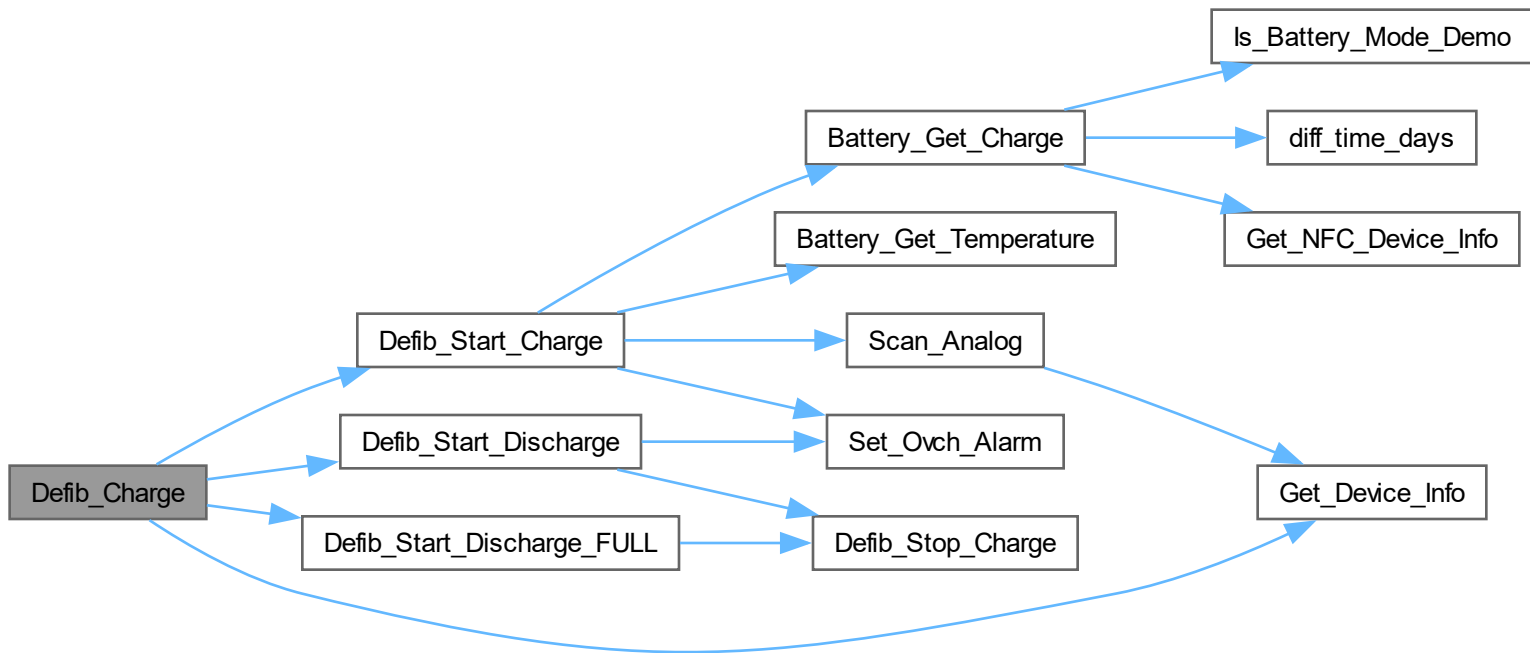 Is_Battery_Mode_Demo
Battery_Get_Charge
diff_time_days
Battery_Get_Temperature
Get_NFC_Device_Info
Defib_Start_Charge
Scan_Analog
Defib_Start_Discharge
Set_Ovch_Alarm
Defib_Charge
Get_Device_Info
Defib_Start_Discharge_FULL
Defib_Stop_Charge